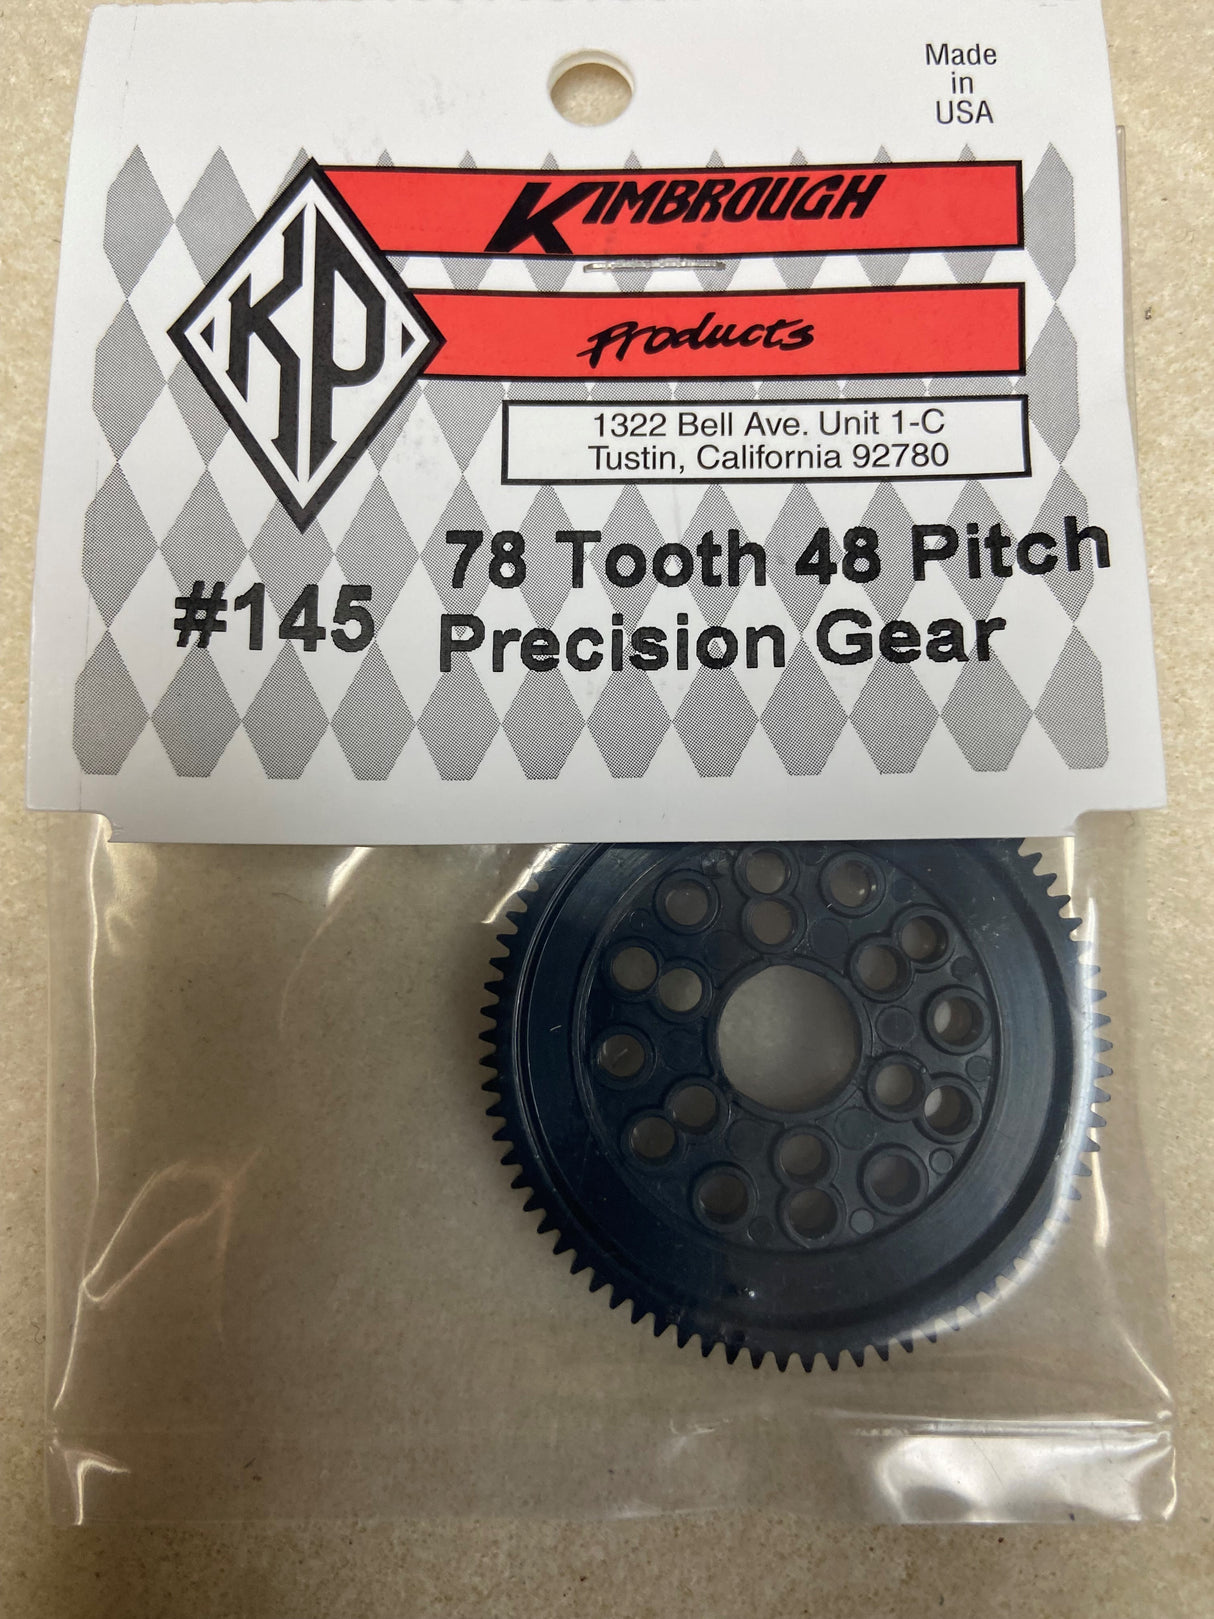 Made
in
USA
KIMBROUGH
KP
Products
1322 Bell Ave. Unit 1-C
Tustin, California 92780
#145
78 Tooth 48 Pitch
Precision Gear